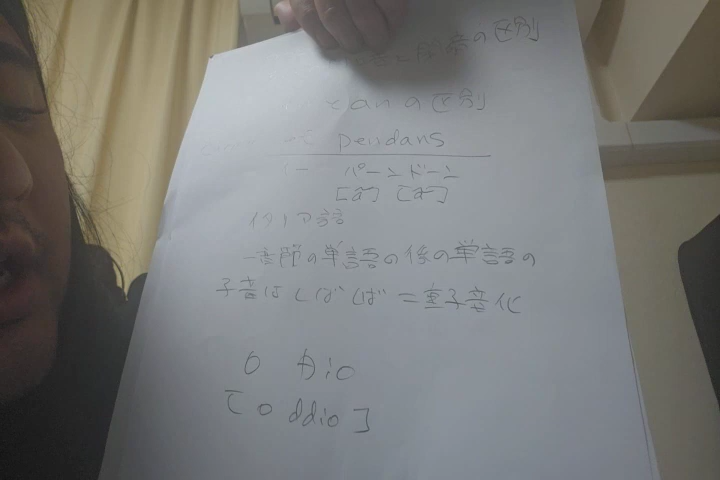 の区別
enとanの区別
pendans
パーンドーン
[ã] [ã]
イタリア語
一音節の単語の後の単語の
子音はしばしば二重子音化
O Dio
[o ddio]